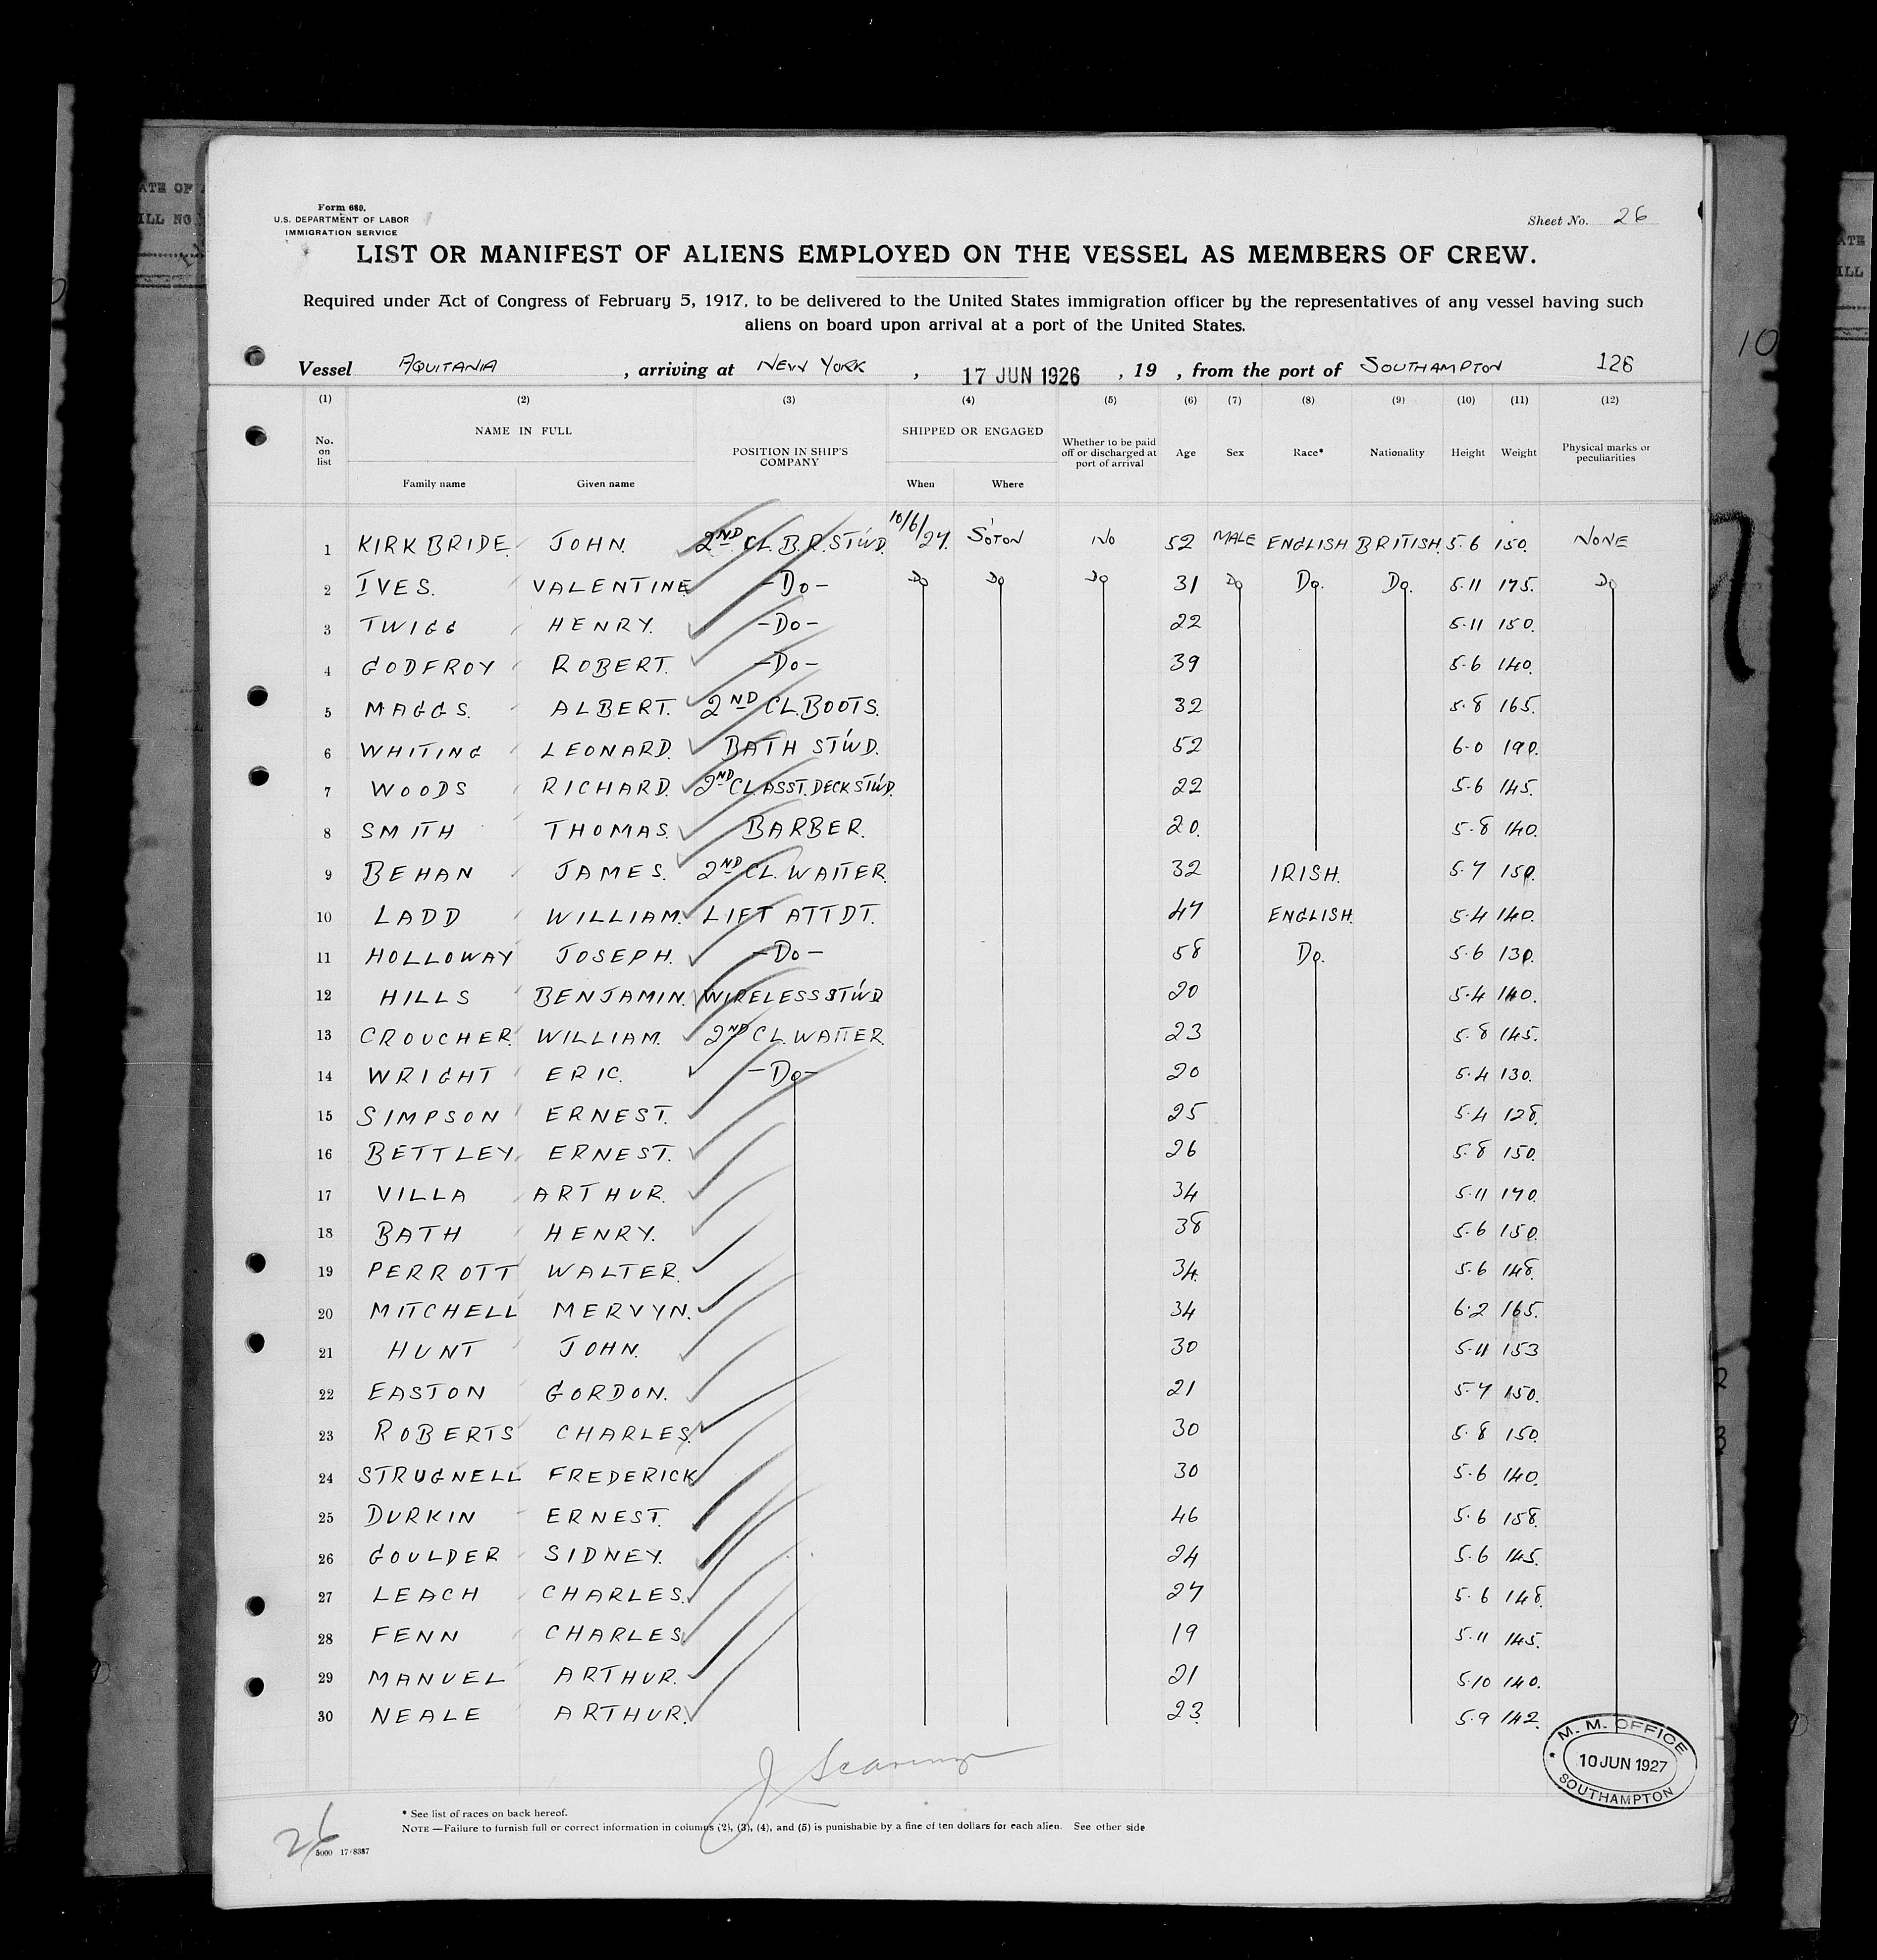 Form 680.
U.S. DEPARTMENT OF LABOR
IMMIGRATION SERVICE
Sheet No. 26
LIST OR MANIFEST OF ALIENS EMPLOYED ON THE VESSEL AS MEMBERS OF CREW.
Required under Act of Congress of February 5, 1917, to be delivered to the United States immigration officer by the representatives of any vessel having such
aliens on board upon arrival at a port of the United States.
Vessel AQUITANIA , arriving at NEW YORK , 17 JUN 1926 , 19 , from the port of SOUTHAMPTON 126
(1) (2) (3) (4) (5) (6) (7) (8) (9) (10) (11) (12)
No. on list NAME IN FULL Family name Given name POSITION IN SHIP'S COMPANY SHIPPED OR ENGAGED When Where Whether to be paid off or discharged at port of arrival Age Sex Race* Nationality Height Weight Physical marks or peculiarities
1 KIRKBRIDE. JOHN. 2ND CL. B.R. STWD. 10/6/27. S'OTON NO 52 MALE ENGLISH BRITISH. 5.6 150. NONE
2 IVES. VALENTINE -DO- DO DO DO 31 DO DO. DO. 5.11 175. DO
3 TWIGG HENRY. -DO- 22 5.11 150.
4 GODFROY ROBERT. -DO- 39 5.6 140.
5 MAGGS. ALBERT. 2ND CL. BOOTS. 32 5.8 165.
6 WHITING LEONARD. BATH STWD. 52 6.0 190.
7 WOODS RICHARD. 2ND CL. ASST. DECK STWD. 22 5.6 145.
8 SMITH THOMAS. BARBER. 20. 5.8 140.
9 BEHAN JAMES. 2ND CL. WAITER. 32 IRISH. 5.7 150.
10 LADD WILLIAM. LIFT ATTDT. 47 ENGLISH. 5.4 140.
11 HOLLOWAY JOSEPH. -DO- 58 DO. 5.6 130.
12 HILLS BENJAMIN. WIRELESS STWD 20 5.4 140.
13 CROUCHER. WILLIAM. 2ND CL. WAITER. 23 5.8 145.
14 WRIGHT ERIC. -DO- 20 5.4 130.
15 SIMPSON ERNEST. 25 5.4 128.
16 BETTLEY. ERNEST. 26 5.8 150.
17 VILLA ARTHUR. 34 5.11 170.
18 BATH HENRY. 38 5.6 150.
19 PERROTT WALTER. 34. 5.6 148.
20 MITCHELL MERVYN. 34 6.2 165.
21 HUNT JOHN. 30 5.11 153
22 EASTON GORDON. 21 5.7 150.
23 ROBERTS CHARLES. 30 5.8 150.
24 STRUGNELL FREDERICK 30 5.6 140.
25 DURKIN ERNEST. 46 5.6 158.
26 GOULDER SIDNEY. 24 5.6 145.
27 LEACH CHARLES. 27 5.6 148.
28 FENN CHARLES. 19 5.11 145.
29 MANUEL ARTHUR. 21 5.10 140.
30 NEALE ARTHUR. 23. 5.9 142.
M. M. OFFICE
10 JUN 1927
SOUTHAMPTON
* See list of races on back hereof.
NOTE —Failure to furnish full or correct information in columns (2), (3), (4), and (5) is punishable by a fine of ten dollars for each alien. See other side
26
5000 17-8387